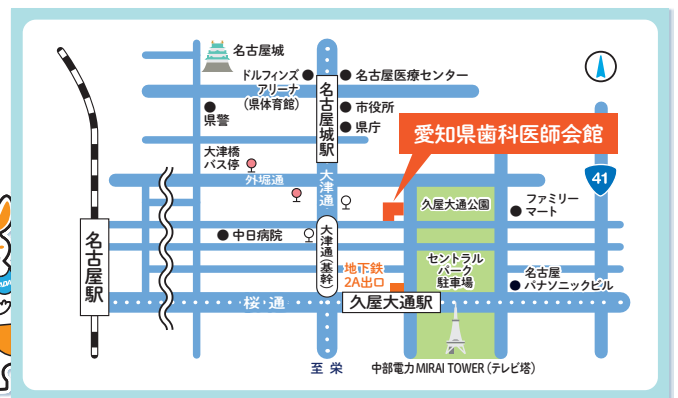 名古屋城
ドルフィンズ
アリーナ
(県体育館)
名古屋医療センター
市役所
県庁
県警
名古屋城駅
愛知県歯科医師会館
大津橋
バス停
外堀通
大津通
41
久屋大通公園
ファミリー
マート
中日病院
大津通(基幹)
名古屋駅
地下鉄
2A出口
セントラル
パーク
駐車場
名古屋
パナソニックビル
桜通
久屋大通駅
至 栄
中部電力 MIRAI TOWER(テレビ塔)